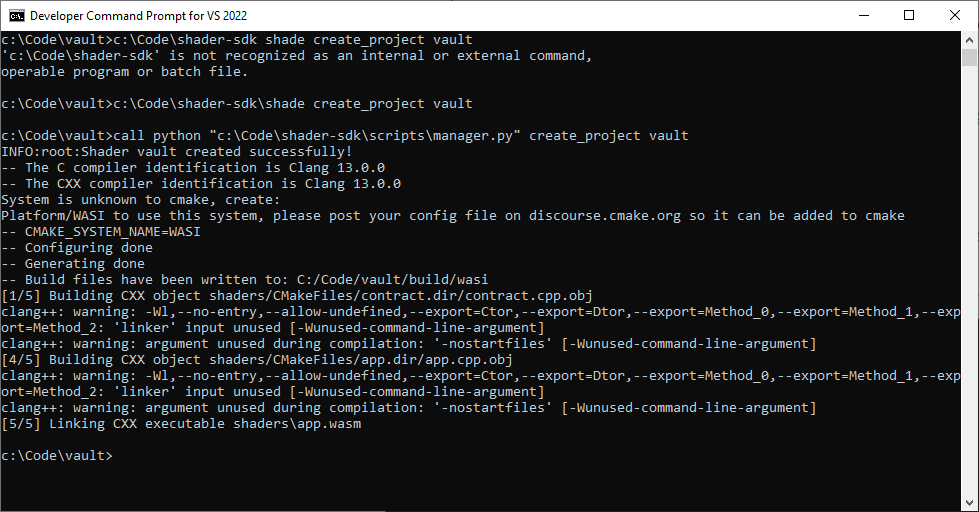 Developer Command Prompt for VS 2022
c:\Code\vault>c:\Code\shader-sdk shade create_project vault
'c:\Code\shader-sdk' is not recognized as an internal or external command,
operable program or batch file.
c:\Code\vault>c:\Code\shader-sdk\shade create_project vault
c:\Code\vault>call python "c:\Code\shader-sdk\scripts\manager.py" create_project vault
INFO:root:Shader vault created successfully!
-- The C compiler identification is Clang 13.0.0
-- The CXX compiler identification is Clang 13.0.0
System is unknown to cmake, create:
Platform/WASI to use this system, please post your config file on discourse.cmake.org so it can be added to cmake
-- CMAKE_SYSTEM_NAME=WASI
-- Configuring done
-- Generating done
-- Build files have been written to: C:/Code/vault/build/wasi
[1/5] Building CXX object shaders/CMakeFiles/contract.dir/contract.cpp.obj
clang++: warning: -Wl,--no-entry,--allow-undefined,--export=Ctor,--export=Dtor,--export=Method_0,--export=Method_1,--exp
ort=Method_2: 'linker' input unused [-Wunused-command-line-argument]
clang++: warning: argument unused during compilation: '-nostartfiles' [-Wunused-command-line-argument]
[4/5] Building CXX object shaders/CMakeFiles/app.dir/app.cpp.obj
clang++: warning: -Wl,--no-entry,--allow-undefined,--export=Ctor,--export=Dtor,--export=Method_0,--export=Method_1,--exp
ort=Method_2: 'linker' input unused [-Wunused-command-line-argument]
clang++: warning: argument unused during compilation: '-nostartfiles' [-Wunused-command-line-argument]
[5/5] Linking CXX executable shaders\app.wasm
c:\Code\vault>